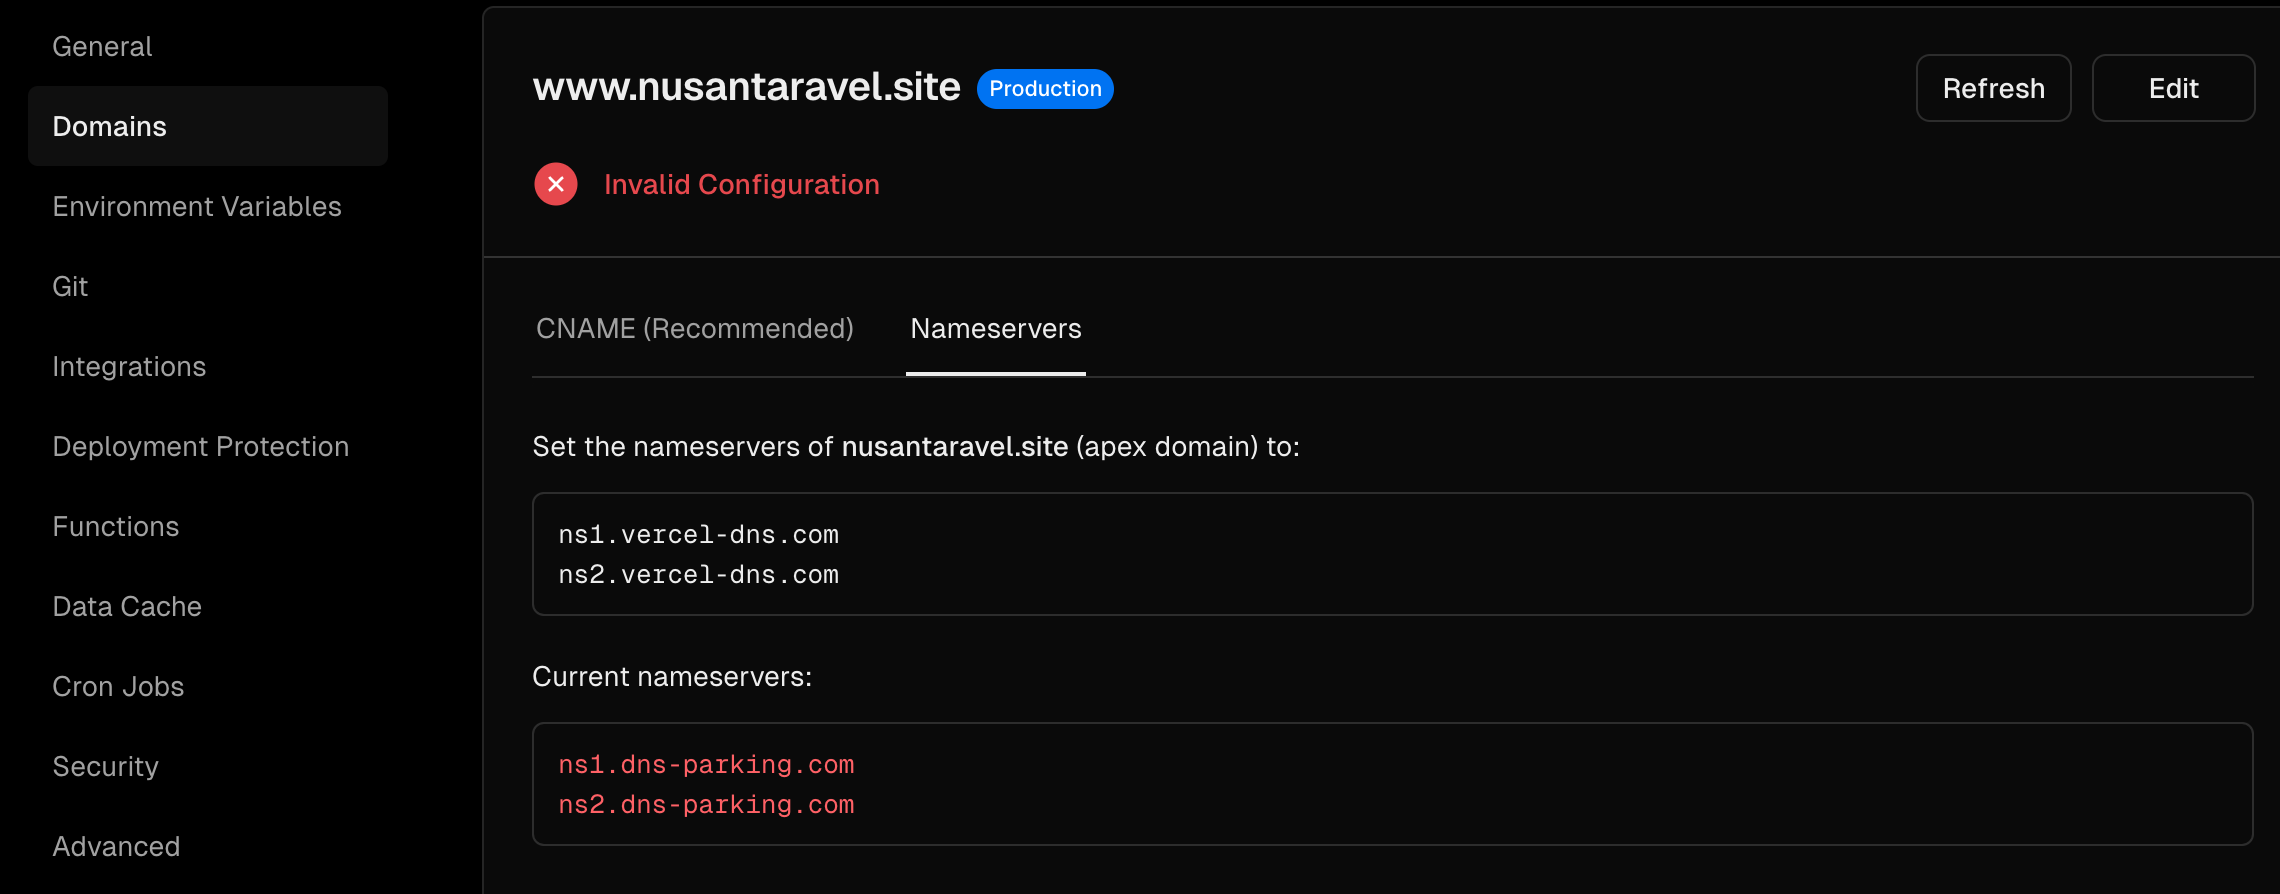 General
Domains
Environment Variables
Git
Integrations
Deployment Protection
Functions
Data Cache
Cron Jobs
Security
Advanced
www.nusantaravel.site Production
Refresh
Edit
Invalid Configuration
CNAME (Recommended) Nameservers
Set the nameservers of nusantaravel.site (apex domain) to:
ns1.vercel-dns.com
ns2.vercel-dns.com
Current nameservers:
ns1.dns-parking.com
ns2.dns-parking.com